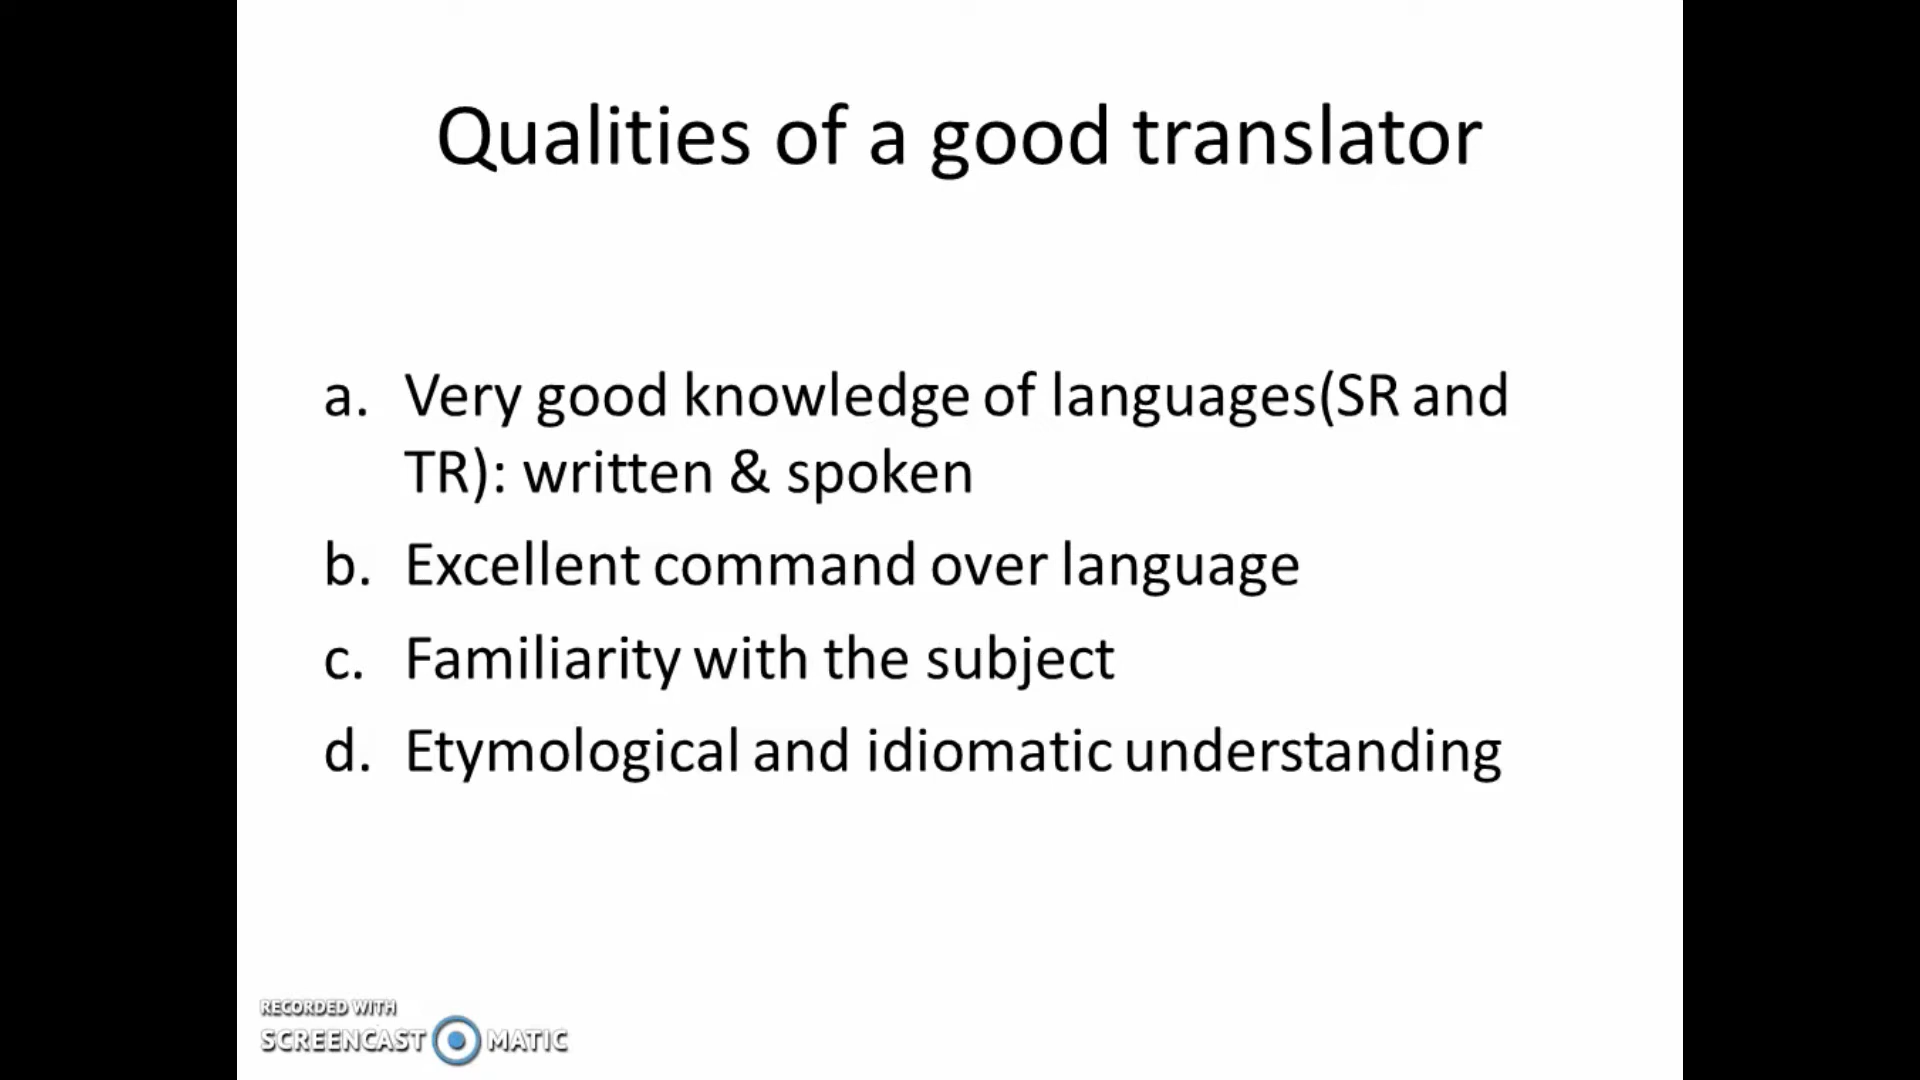 Qualities of a good translator
a. Very good knowledge of languages(SR and
TR): written & spoken
b. Excellent command over language
c. Familiarity with the subject
d. Etymological and idiomatic understanding
RECORDED WITH
SCREENCAST MATIC